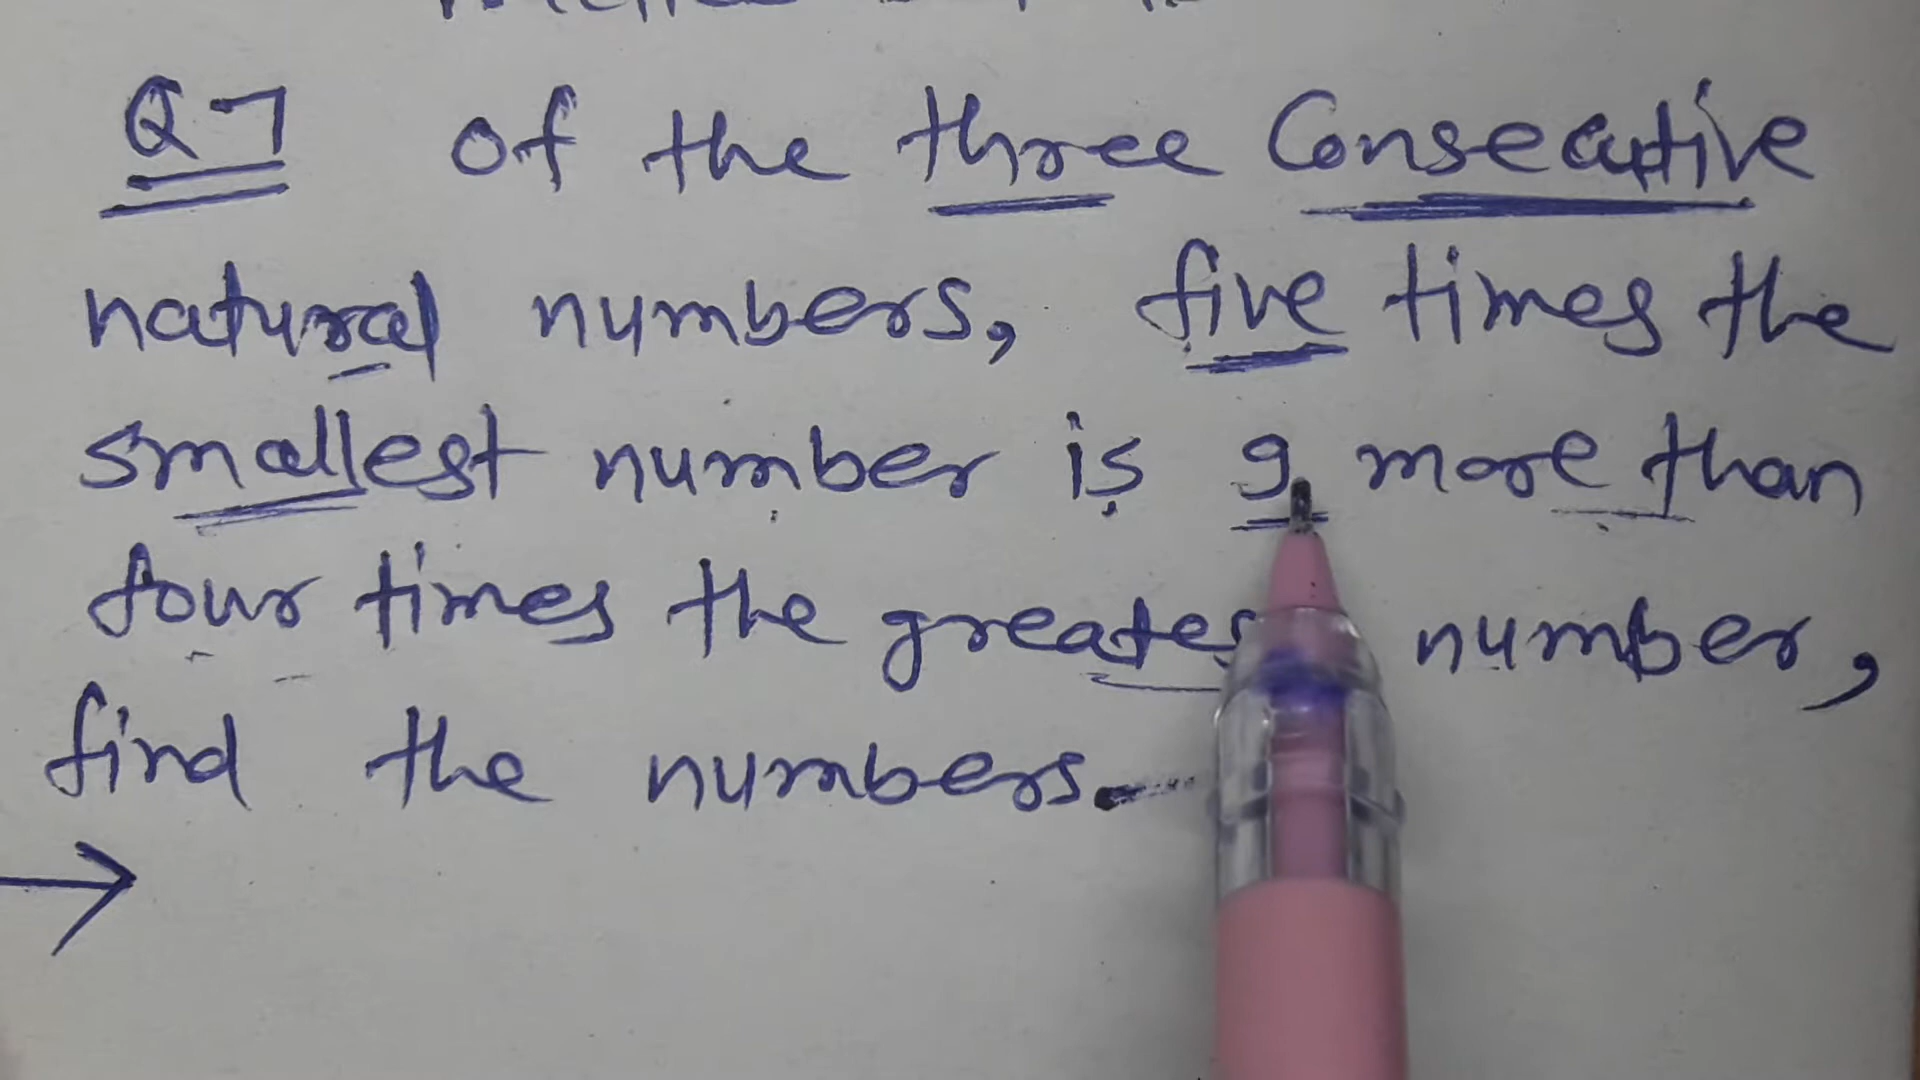 Q7 Of the three Consecutive
natural numbers, five times the
smallest number is 9 more than
four times the greates number,
find the numbers.